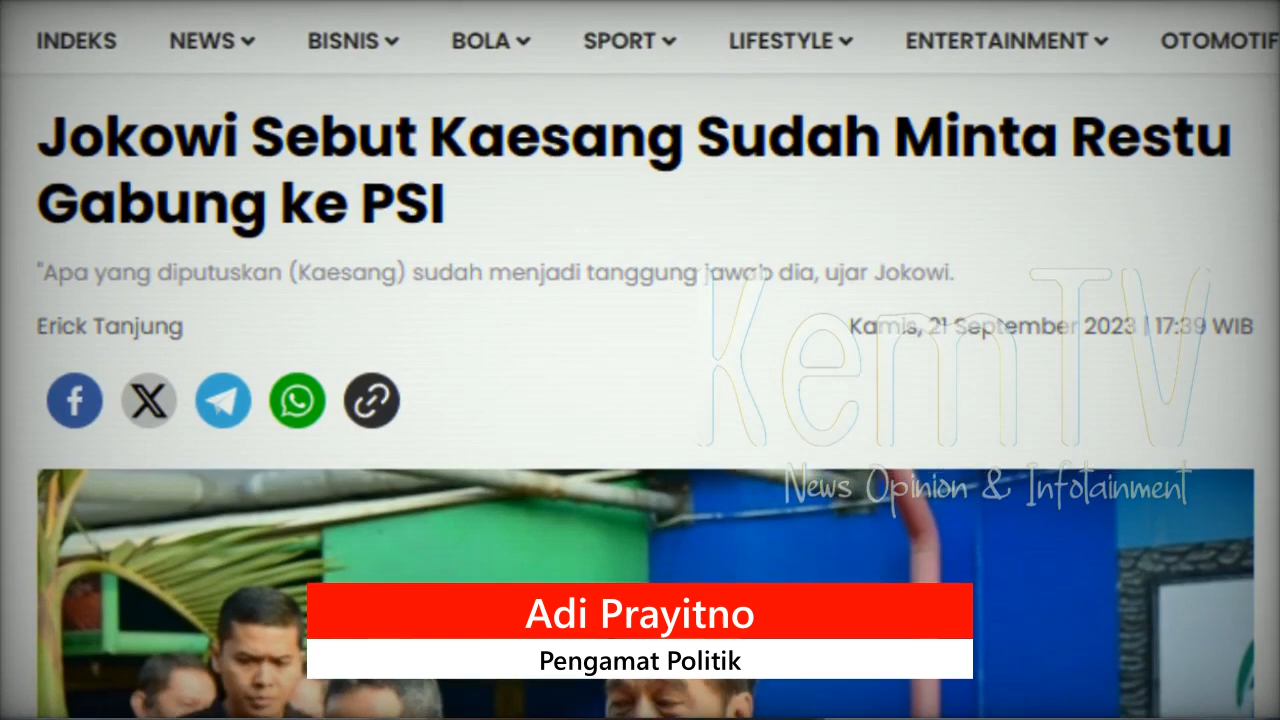 INDEKS NEWS BISNIS BOLA SPORT LIFESTYLE ENTERTAINMENT OTOMOTIF
Jokowi Sebut Kaesang Sudah Minta Restu
Gabung ke PSI
"Apa yang diputuskan (Kaesang) sudah menjadi tanggung jawab dia, ujar Jokowi.
Erick Tanjung
Kamis, 21 September 2023 | 17:39 WIB
KemTV
News Opinion & Infotainment
Adi Prayitno
Pengamat Politik